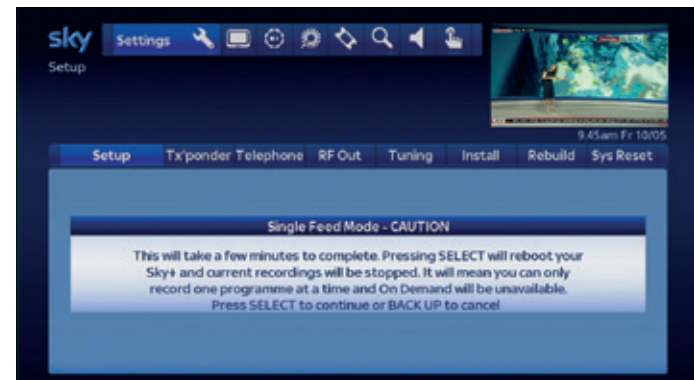 sky Settings
Setup
9.45am Fr 10/05
Setup Tx'ponder Telephone RF Out Tuning Install Rebuild Sys Reset
Single Feed Mode - CAUTION
This will take a few minutes to complete. Pressing SELECT will reboot your
Sky+ and current recordings will be stopped. It will mean you can only
record one programme at a time and On Demand will be unavailable.
Press SELECT to continue or BACK UP to cancel